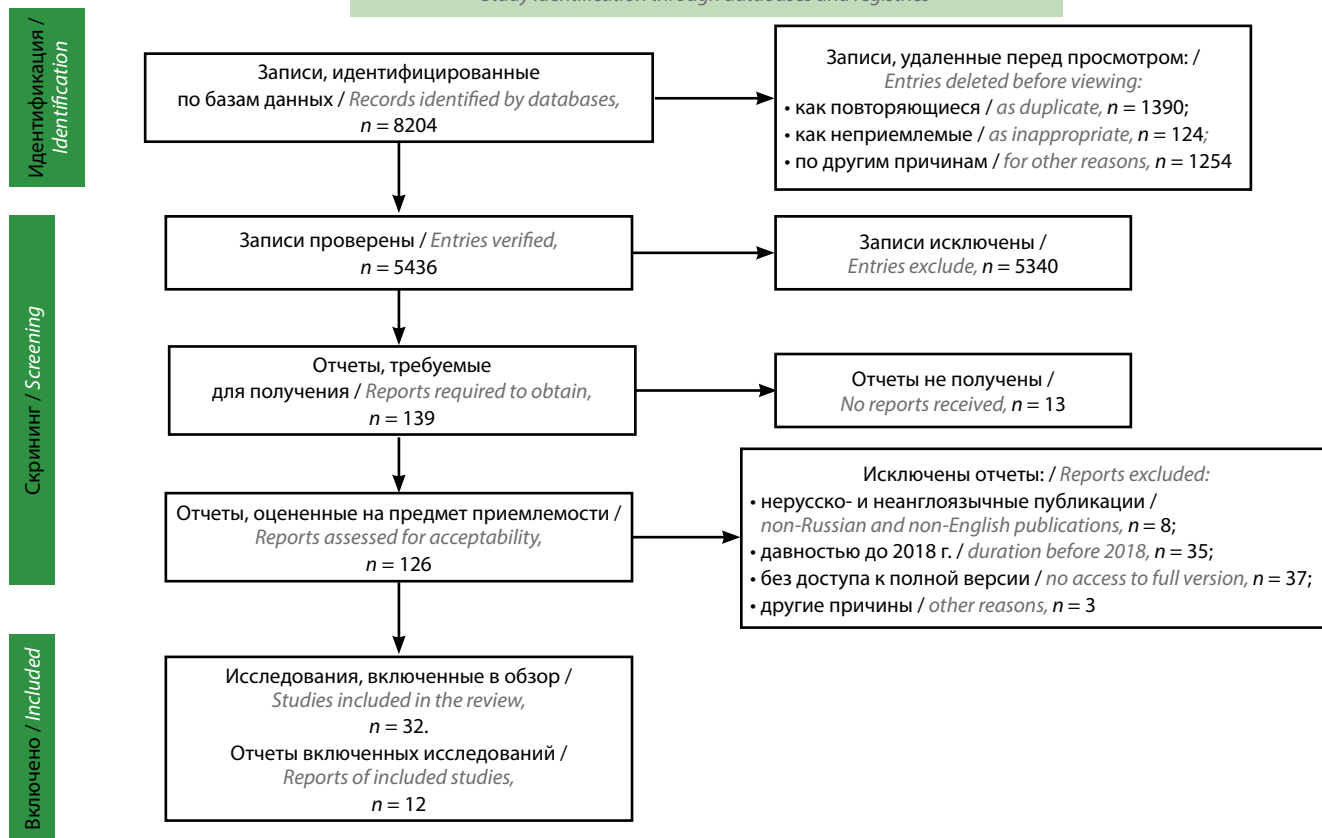 Study identification through databases and registries
Идентификация /
Identification
Записи, идентифицированные
по базам данных / Records identified by databases,
n = 8204
Записи, удаленные перед просмотром: /
Entries deleted before viewing:
• как повторяющиеся / as duplicate, n = 1390;
• как неприемлемые / as inappropriate, n = 124;
• по другим причинам / for other reasons, n = 1254
Скрининг / Screening
Записи проверены / Entries verified,
n = 5436
Записи исключены /
Entries exclude, n = 5340
Отчеты, требуемые
для получения / Reports required to obtain,
n = 139
Отчеты не получены /
No reports received, n = 13
Отчеты, оцененные на предмет приемлемости /
Reports assessed for acceptability,
n = 126
Исключены отчеты: / Reports excluded:
• нерусско- и неанглоязычные публикации /
non-Russian and non-English publications, n = 8;
• давностью до 2018 г. / duration before 2018, n = 35;
• без доступа к полной версии / no access to full version, n = 37;
• другие причины / other reasons, n = 3
Включено / Included
Исследования, включенные в обзор /
Studies included in the review,
n = 32.
Отчеты включенных исследований /
Reports of included studies,
n = 12